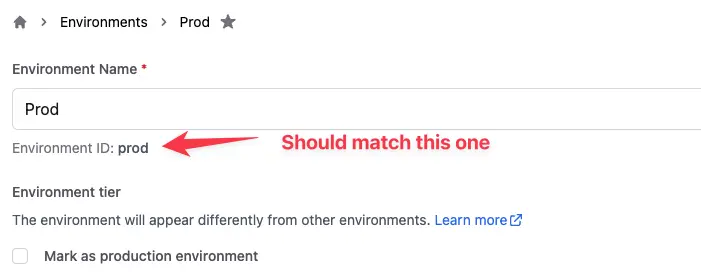 Environments Prod
Environment Name *
Prod
Environment ID: prod
Should match this one
Environment tier
The environment will appear differently from other environments. Learn more
Mark as production environment